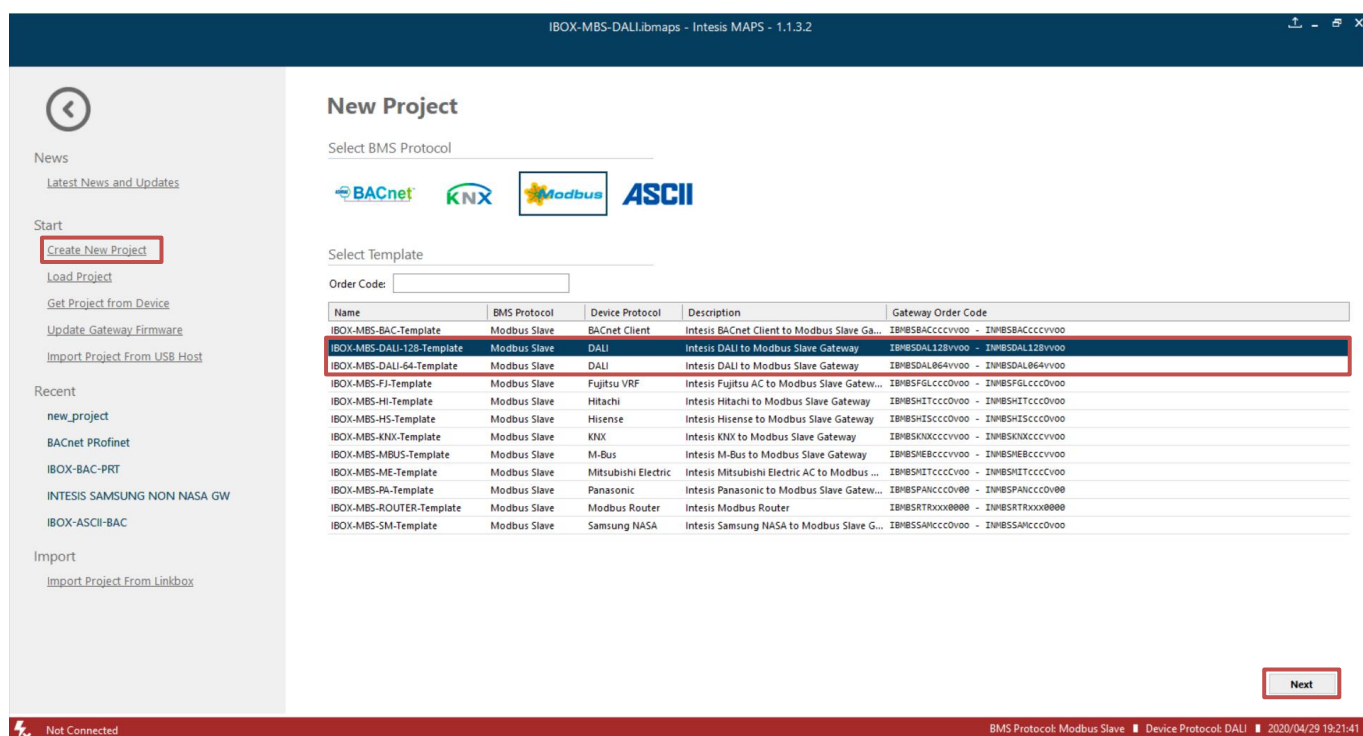 IBOX-MBS-DALI.ibmaps - Intesis MAPS - 1.1.3.2
News
Latest News and Updates
Start
Create New Project
Load Project
Get Project from Device
Update Gateway Firmware
Import Project From USB Host
Recent
new_project
BACnet PRofinet
IBOX-BAC-PRT
INTESIS SAMSUNG NON NASA GW
IBOX-ASCII-BAC
Import
Import Project From Linkbox
New Project
Select BMS Protocol
BACnet KNX Modbus ASCII
Select Template
Order Code:
Name BMS Protocol Device Protocol Description Gateway Order Code
IBOX-MBS-BAC-Template Modbus Slave BACnet Client Intesis BACnet Client to Modbus Slave Ga... IBMBSBACccccvvoo - INMBSBACccccvvoo
IBOX-MBS-DALI-128-Template Modbus Slave DALI Intesis DALI to Modbus Slave Gateway IBMBSDAL128vvoo - INMBSDAL128vvoo
IBOX-MBS-DALI-64-Template Modbus Slave DALI Intesis DALI to Modbus Slave Gateway IBMBSDAL064vvoo - INMBSDAL064vvoo
IBOX-MBS-FJ-Template Modbus Slave Fujitsu VRF Intesis Fujitsu AC to Modbus Slave Gatew... IBMBSFGLcccOvoo - INMBSFGLcccOvoo
IBOX-MBS-HI-Template Modbus Slave Hitachi Intesis Hitachi to Modbus Slave Gateway IBMBSHITcccOvoo - INMBSHITcccOvoo
IBOX-MBS-HS-Template Modbus Slave Hisense Intesis Hisense to Modbus Slave Gateway IBMBSHIScccOvoo - INMBSHIScccOvoo
IBOX-MBS-KNX-Template Modbus Slave KNX Intesis KNX to Modbus Slave Gateway IBMBSKNXcccvvoo - INMBSKNXcccvvoo
IBOX-MBS-MBUS-Template Modbus Slave M-Bus Intesis M-Bus to Modbus Slave Gateway IBMBSMEBcccvvoo - INMBSMEBcccvvoo
IBOX-MBS-ME-Template Modbus Slave Mitsubishi Electric Intesis Mitsubishi Electric AC to Modbus ... IBMBSMITcccCvoo - INMBSMITcccCvoo
IBOX-MBS-PA-Template Modbus Slave Panasonic Intesis Panasonic to Modbus Slave Gatew... IBMBSPANcccOv00 - INMBSPANcccOv00
IBOX-MBS-ROUTER-Template Modbus Slave Modbus Router Intesis Modbus Router IBMBSRTRxxx0000 - INMBSRTRxxx0000
IBOX-MBS-SM-Template Modbus Slave Samsung NASA Intesis Samsung NASA to Modbus Slave G... IBMBSSAMcccOvoo - INMBSSAMcccOvoo
Next
Not Connected
BMS Protocol: Modbus Slave Device Protocol: DALI 2020/04/29 19:21:41